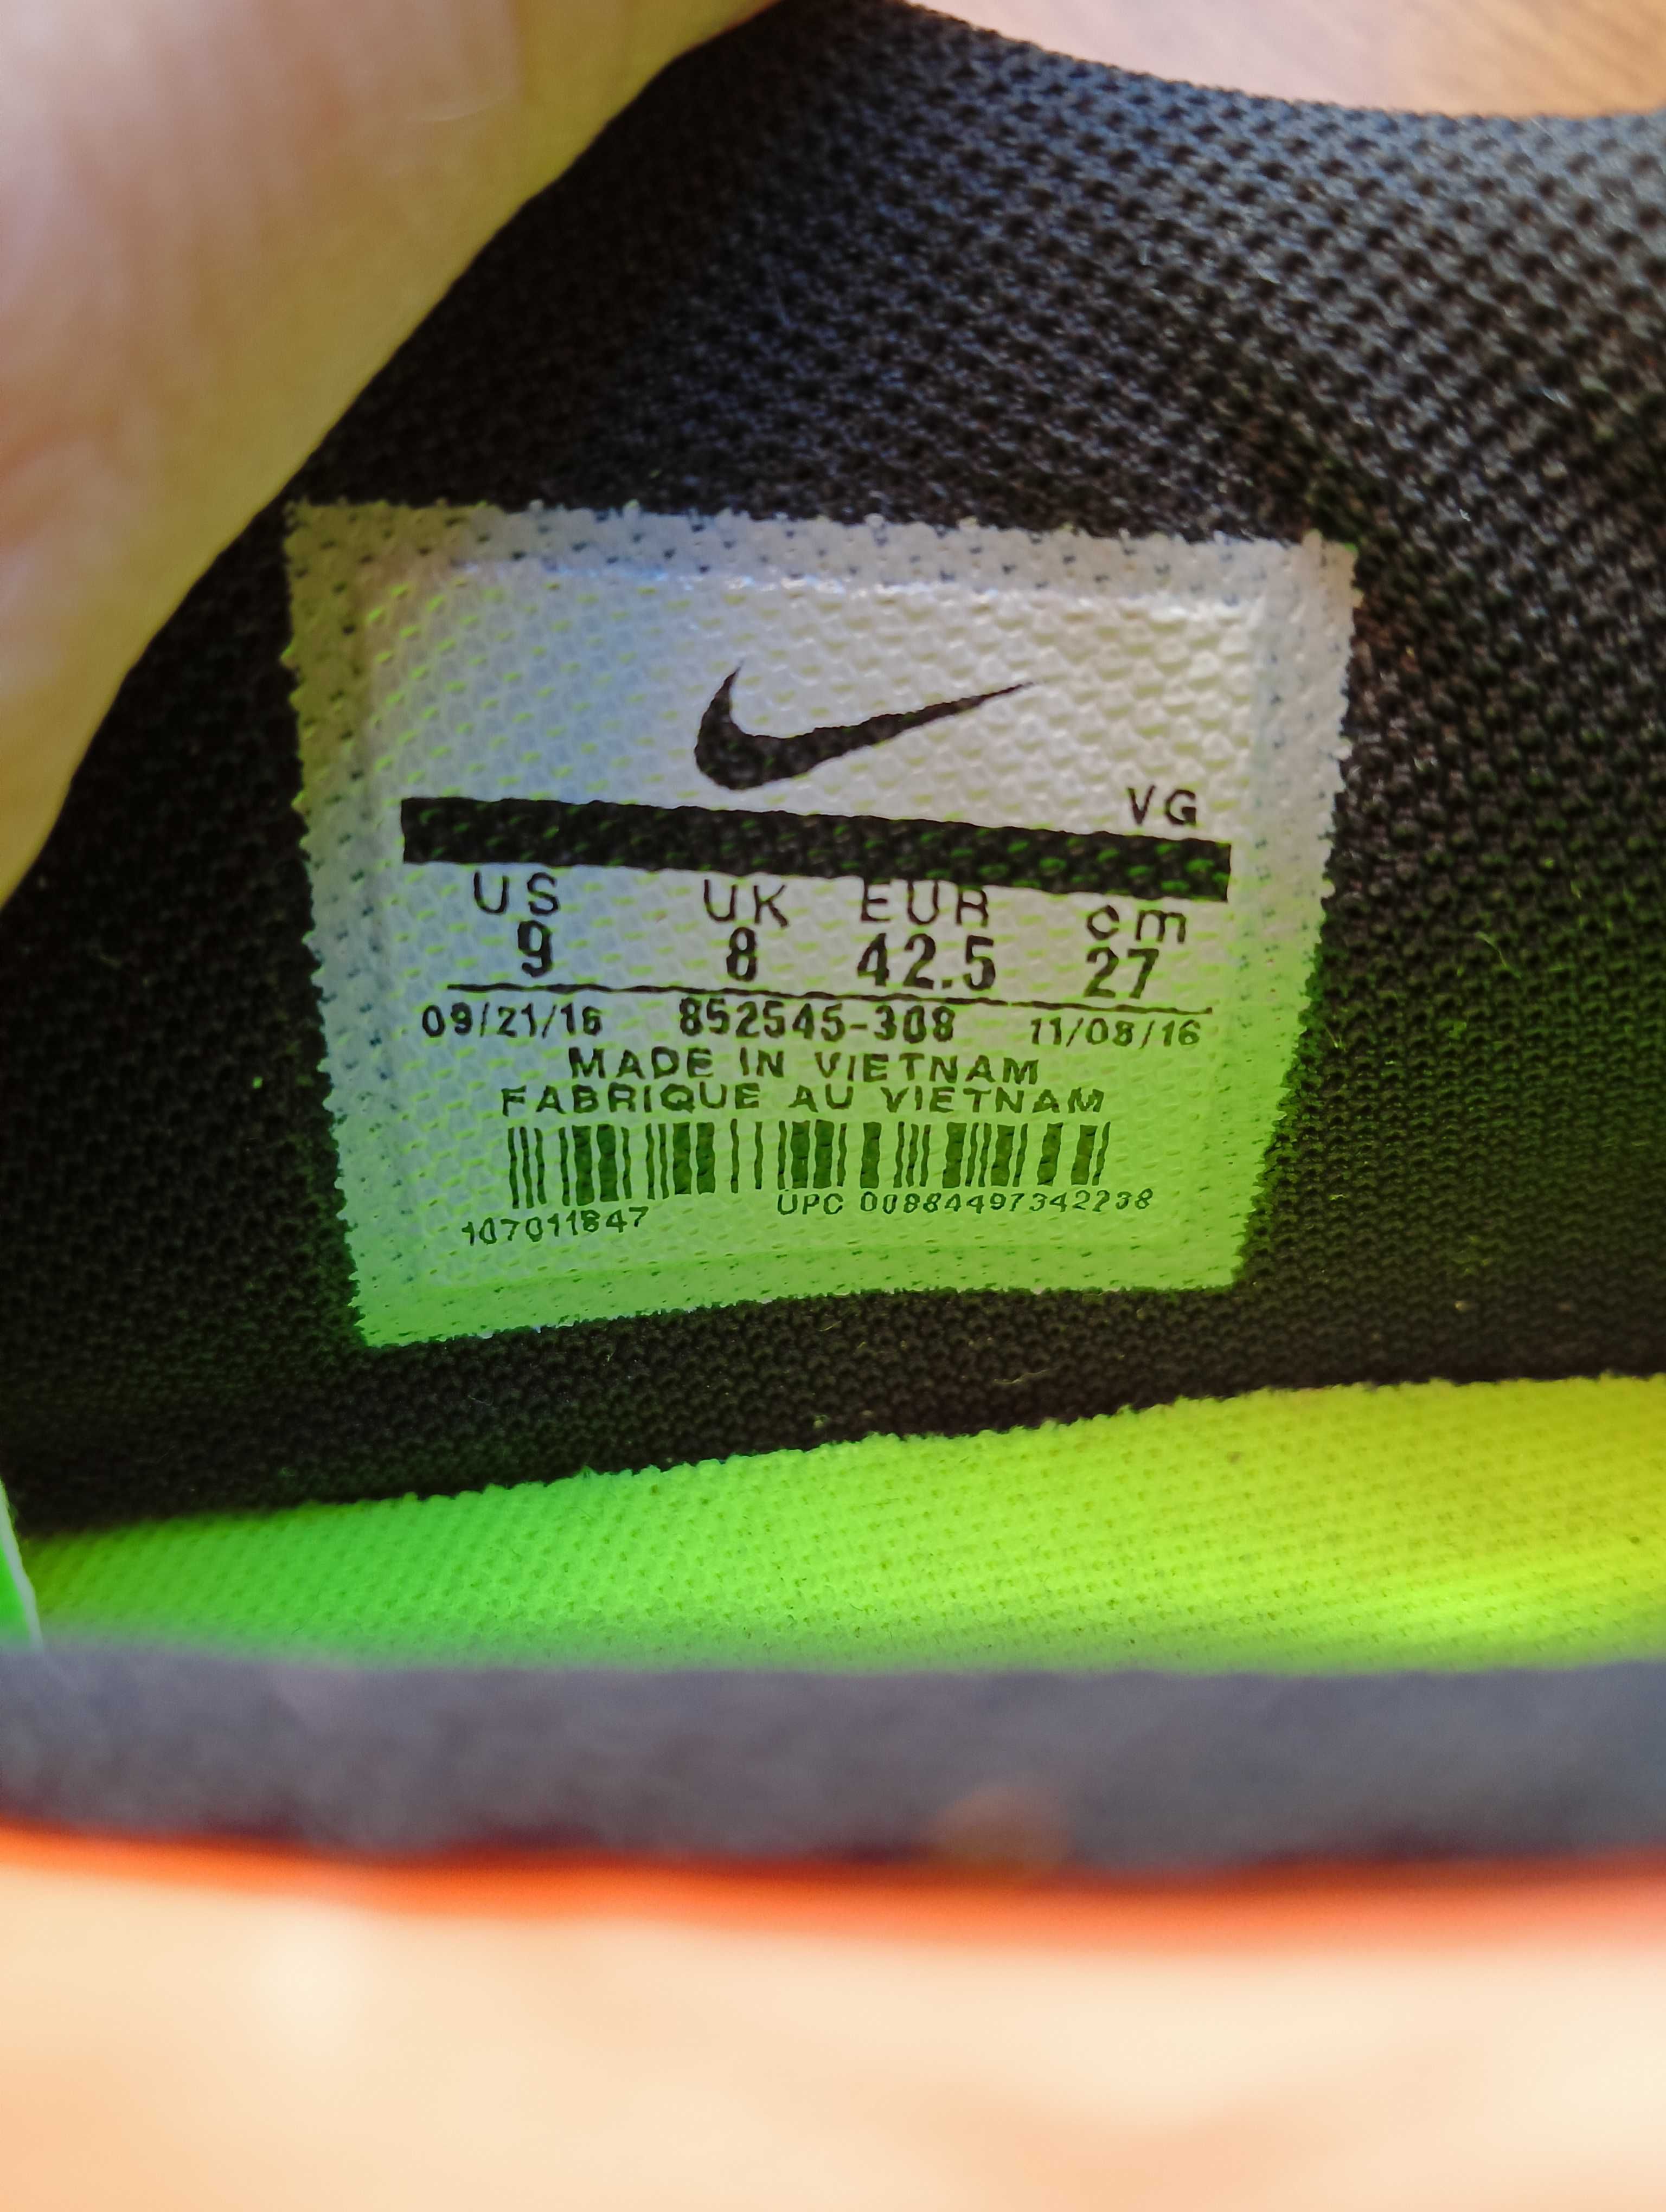 VG
US UK EUR cm
9 8 42.5 27
09/21/16 852545-308 11/08/16
MADE IN VIETNAM
FABRIQUE AU VIETNAM
UPC 00884497342238
107011847